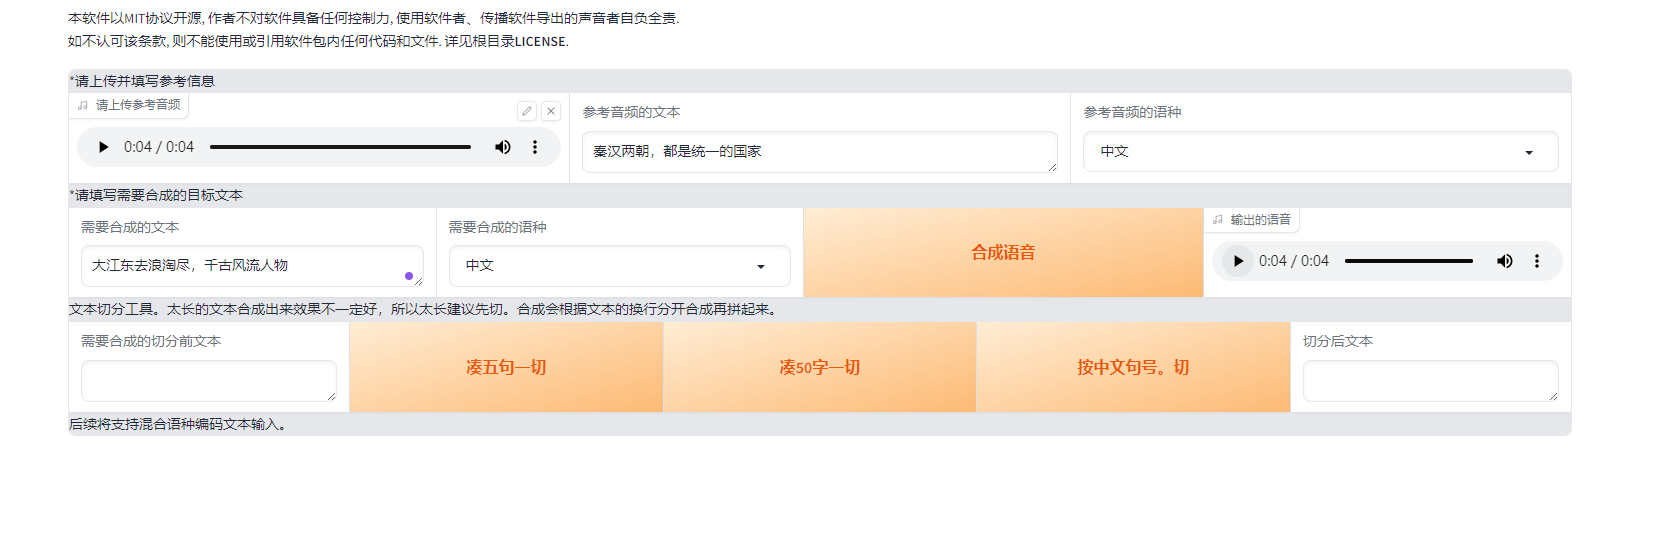 本软件以MIT协议开源, 作者不对软件具备任何控制力, 使用软件者、传播软件导出的声音者自负全责.
如不认可该条款, 则不能使用或引用软件包内任何代码和文件. 详见根目录LICENSE.
*请上传并填写参考信息
请上传参考音频
0:04 / 0:04
参考音频的文本
秦汉两朝，都是统一的国家
参考音频的语种
中文
*请填写需要合成的目标文本
需要合成的文本
大江东去浪淘尽，千古风流人物
需要合成的语种
中文
合成语音
输出的语音
0:04 / 0:04
文本切分工具。太长的文本合成出来效果不一定好，所以太长建议先切。合成会根据文本的换行分开合成再拼起来。
需要合成的切分前文本
凑五句一切
凑50字一切
按中文句号。切
切分后文本
后续将支持混合语种编码文本输入。